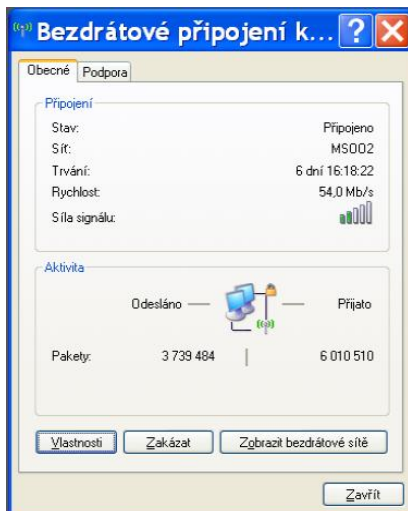 Bezdrátové připojení k...
Obecné Podpora
Připojení
Stav: Připojeno
Síť: MSOO2
Trvání: 6 dní 16:18:22
Rychlost: 54,0 Mb/s
Síla signálu:
Aktivita
Odesláno Přijato
Pakety: 3 739 484 6 010 510
Vlastnosti Zakázat Zobrazit bezdrátové sítě
Zavřít